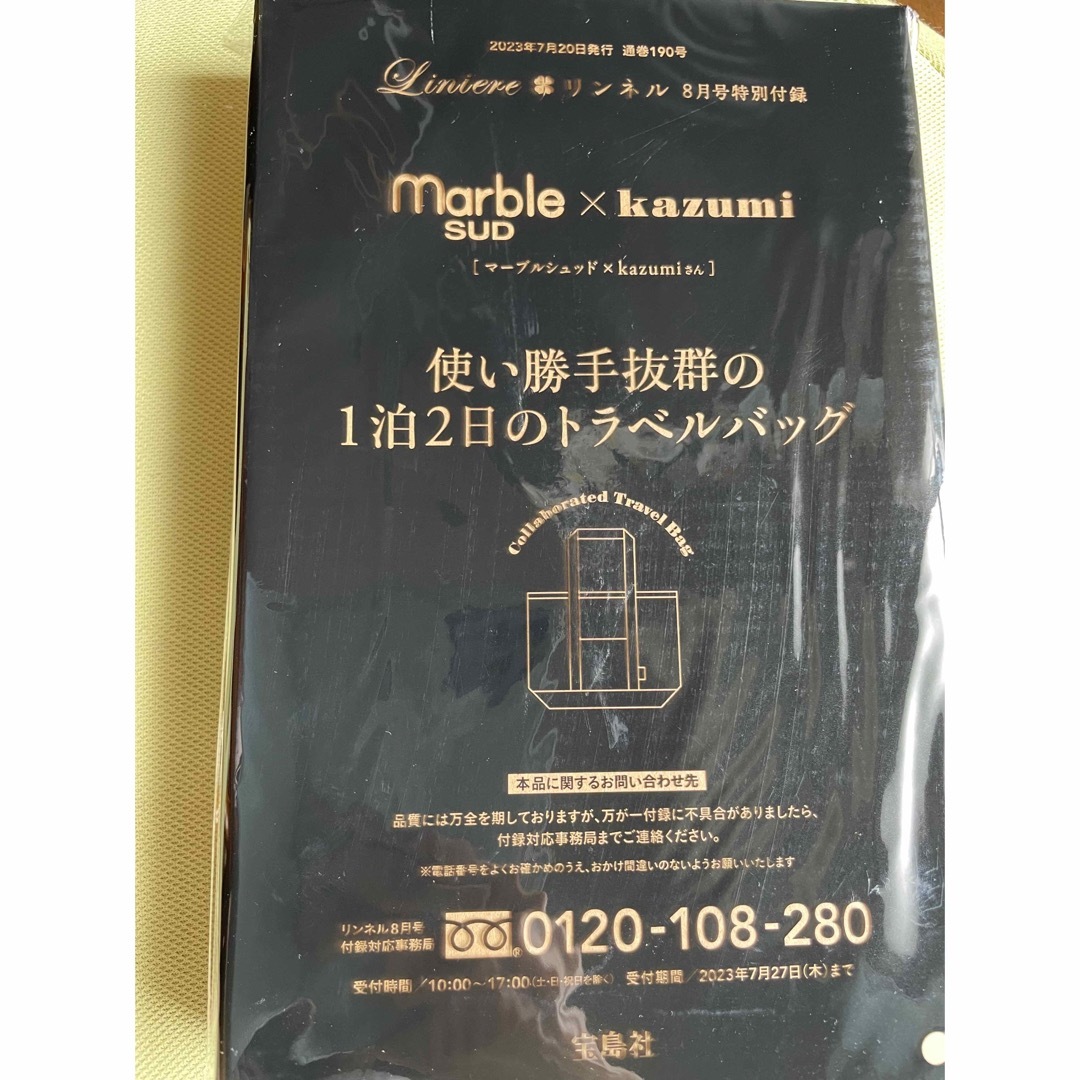 2023年7月20日発行 通巻190号
Liniere リンネル 8月号特別付録
marble SUD × kazumi
[マーブルシュッド×kazumiさん]
使い勝手抜群の
1泊2日のトラベルバッグ
Collaborated Travel Bag
本品に関するお問い合わせ先
品質には万全を期しておりますが、万が一付録に不具合がありましたら、
付録対応事務局までご連絡ください。
※電話番号をよくお確かめのうえ、おかけ間違いのないようお願いいたします
リンネル8月号
付録対応事務局 0120-108-280
受付時間/10:00〜17:00(土・日・祝日を除く) 受付期間/2023年7月27日(木)まで
宝島社